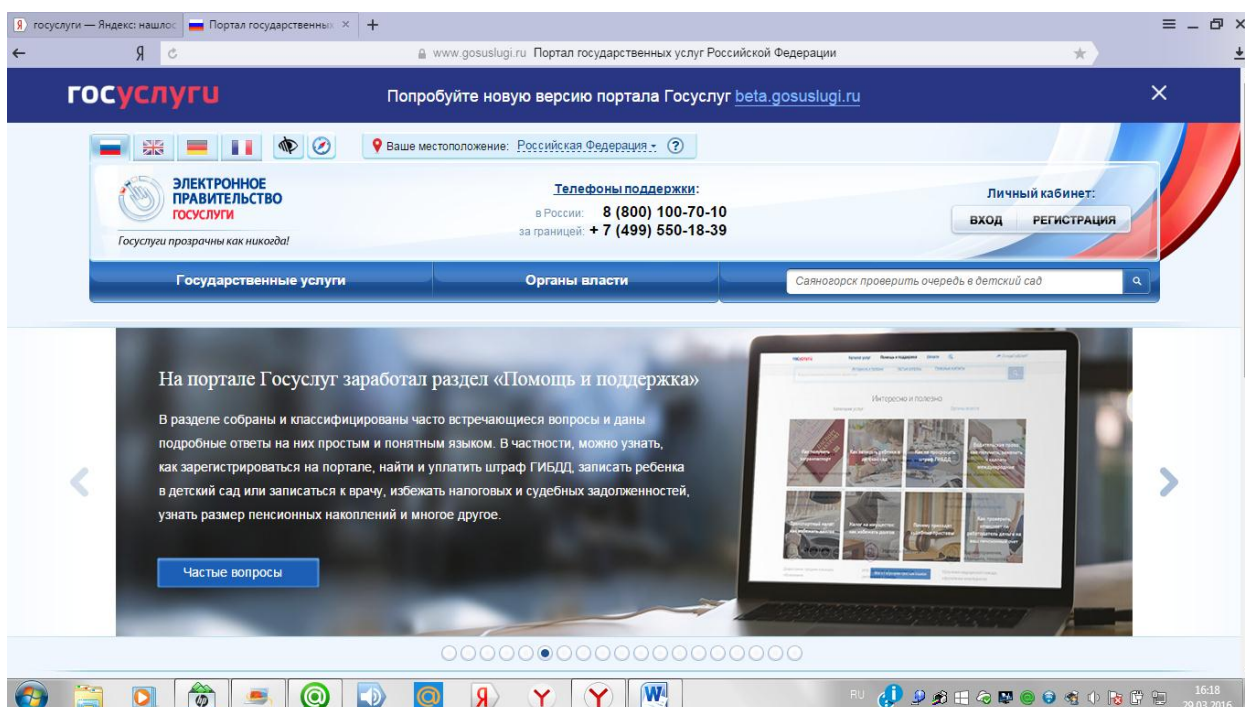 госуслуги — Яндекс: нашлос
Портал государственных
www.gosuslugi.ru Портал государственных услуг Российской Федерации
госуслуги
Попробуйте новую версию портала Госуслуг beta.gosuslugi.ru
Ваше местоположение: Российская Федерация
ЭЛЕКТРОННОЕ
ПРАВИТЕЛЬСТВО
ГОСУСЛУГИ
Госуслуги прозрачны как никогда!
Телефоны поддержки:
в России: 8 (800) 100-70-10
за границей: + 7 (499) 550-18-39
Личный кабинет:
ВХОД РЕГИСТРАЦИЯ
Государственные услуги
Органы власти
Саяногорск проверить очередь в детский сад
На портале Госуслуг заработал раздел «Помощь и поддержка»
В разделе собраны и классифицированы часто встречающиеся вопросы и даны
подробные ответы на них простым и понятным языком. В частности, можно узнать,
как зарегистрироваться на портале, найти и уплатить штраф ГИБДД, записать ребенка
в детский сад или записаться к врачу, избежать налоговых и судебных задолженностей,
узнать размер пенсионных накоплений и многое другое.
Частые вопросы
Интересно и полезно
RU
16:18
29.03.2016